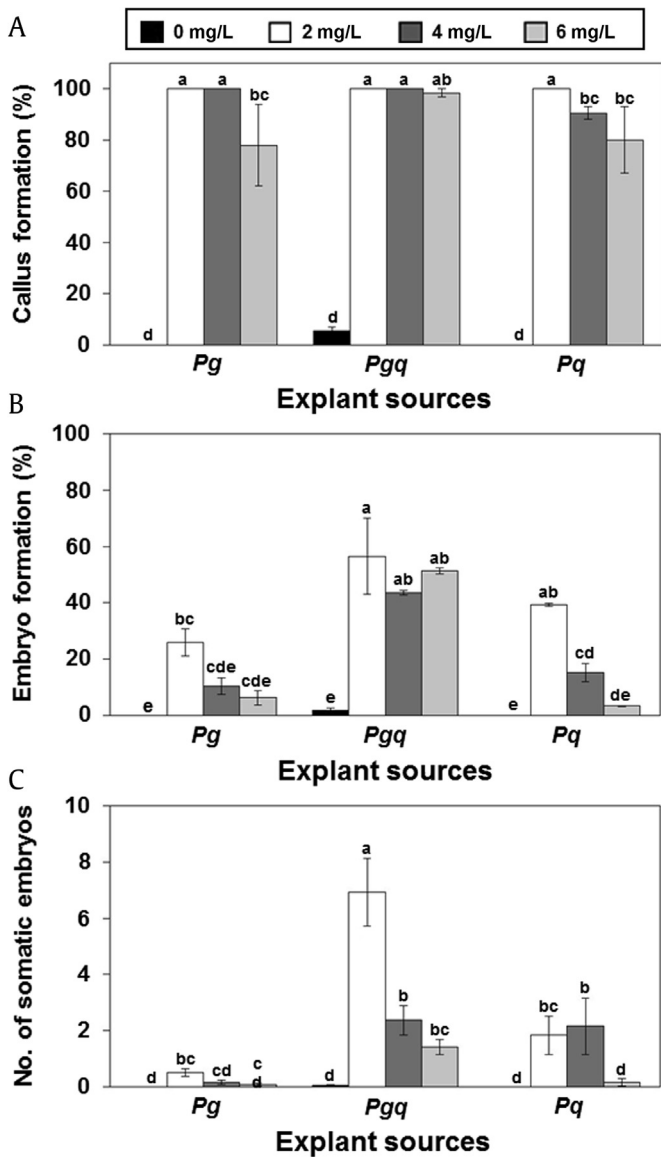 A
0 mg/L 2 mg/L 4 mg/L 6 mg/L
Callus formation (%)
100
80
60
40
20
0
d a a bc
d a a ab
d a bc bc
Pg Pgq Pq
Explant sources
B
Embryo formation (%)
100
80
60
40
20
0
e bc cde cde
e a ab ab
e ab cd de
Pg Pgq Pq
Explant sources
C
No. of somatic embryos
10
8
6
4
2
0
d bc cd c
d
d a b bc
d bc b d
Pg Pgq Pq
Explant sources